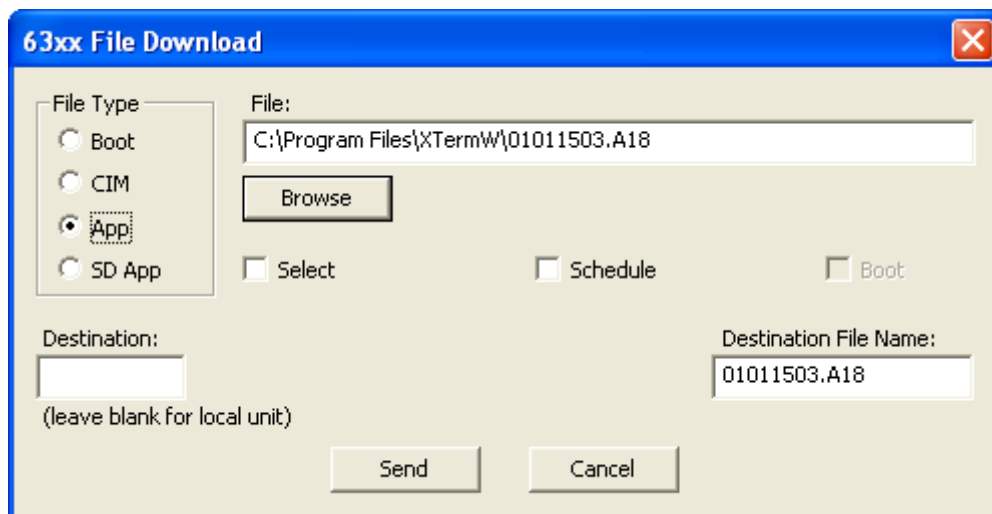 63xx File Download
File Type
Boot
CIM
App
SD App
File:
C:\Program Files\XTermW\01011503.A18
Browse
Select
Schedule
Boot
Destination:
(leave blank for local unit)
Destination File Name:
01011503.A18
Send
Cancel